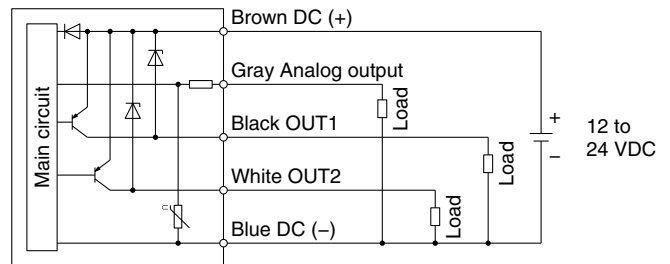 Brown DC (+)
Gray Analog output
Black OUT1
White OUT2
Blue DC (−)
Main circuit
Load
Load
Load
+
−
12 to
24 VDC